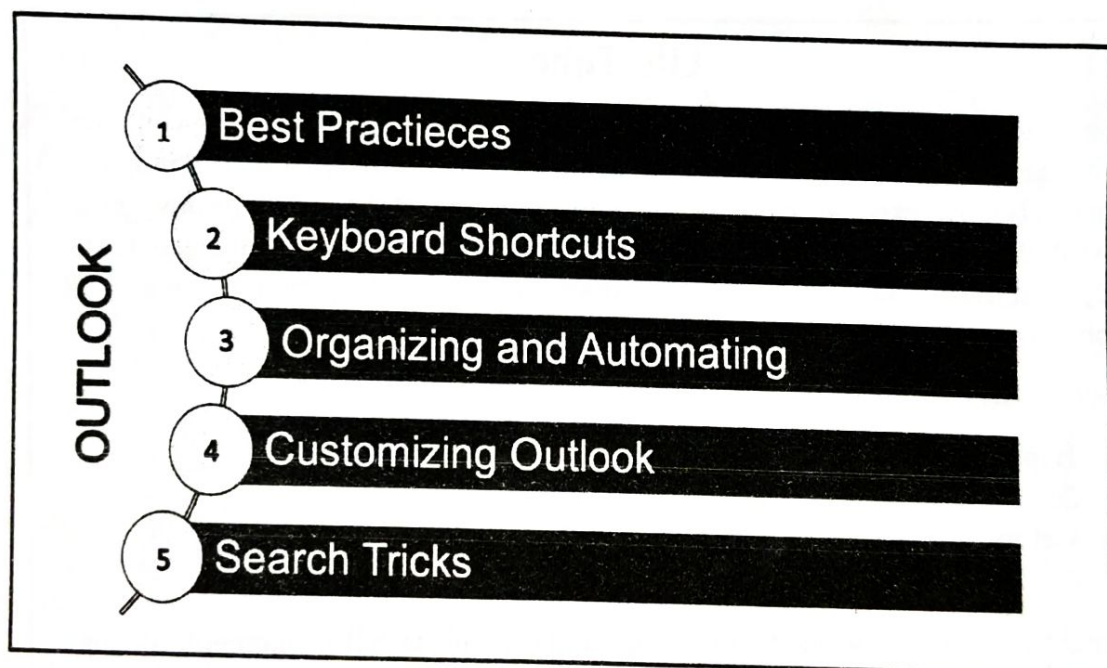 OUTLOOK
1 Best Practieces
2 Keyboard Shortcuts
3 Organizing and Automating
4 Customizing Outlook
5 Search Tricks